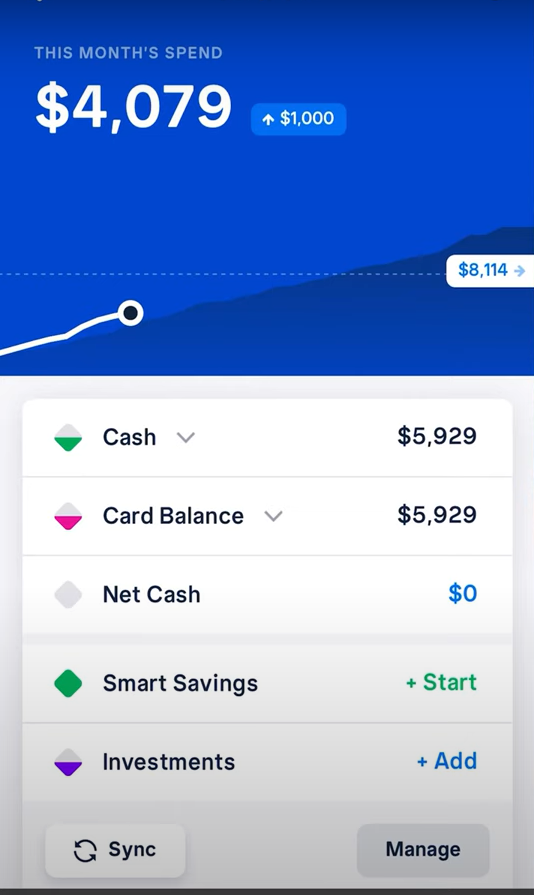 THIS MONTH'S SPEND
$4,079 ↑ $1,000
$8,114 →
Cash $5,929
Card Balance $5,929
Net Cash $0
Smart Savings + Start
Investments + Add
Sync Manage